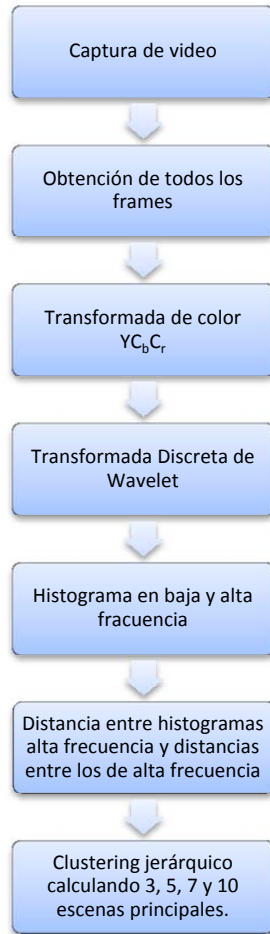 Captura de video
Obtención de todos los
frames
Transformada de color
YCbCr
Transformada Discreta de
Wavelet
Histograma en baja y alta
fracuencia
Distancia entre histogramas
alta frecuencia y distancias
entre los de alta frecuencia
Clustering jerárquico
calculando 3, 5, 7 y 10
escenas principales.